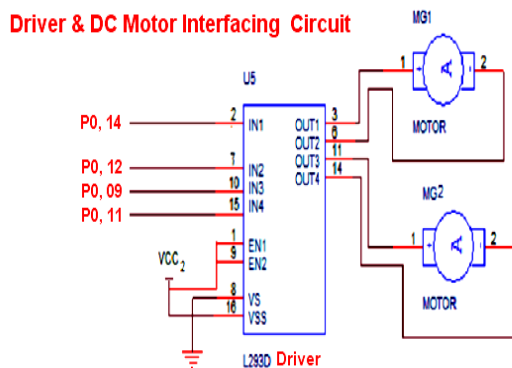 Driver & DC Motor Interfacing Circuit
MG1
1 + A - 2
MOTOR
U5
P0, 14 2 IN1 OUT1 3
OUT2 6
P0, 12 7 IN2 OUT3 11
P0, 09 10 IN3 OUT4 14
P0, 11 15 IN4
MG2
1 + A - 2
MOTOR
1 EN1
9 EN2
VCC2
8 VS
16 VSS
L293D Driver